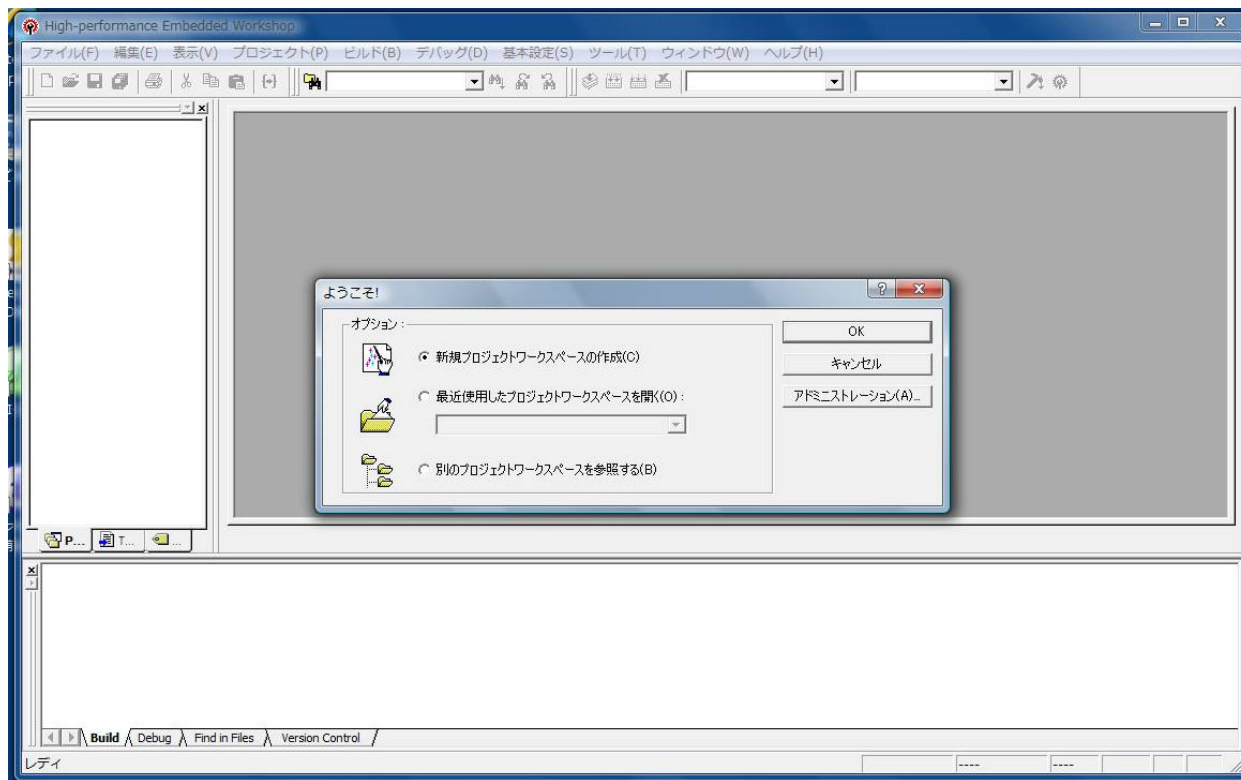 High-performance Embedded Workshop
ファイル(F) 編集(E) 表示(V) プロジェクト(P) ビルド(B) デバッグ(D) 基本設定(S) ツール(T) ウィンドウ(W) ヘルプ(H)
ようこそ!
オプション:
新規プロジェクトワークスペースの作成(C)
最近使用したプロジェクトワークスペースを開く(O):
別のプロジェクトワークスペースを参照する(B)
OK
キャンセル
アドミニストレーション(A)...
P... T... ...
Build Debug Find in Files Version Control
レディ ---- ----